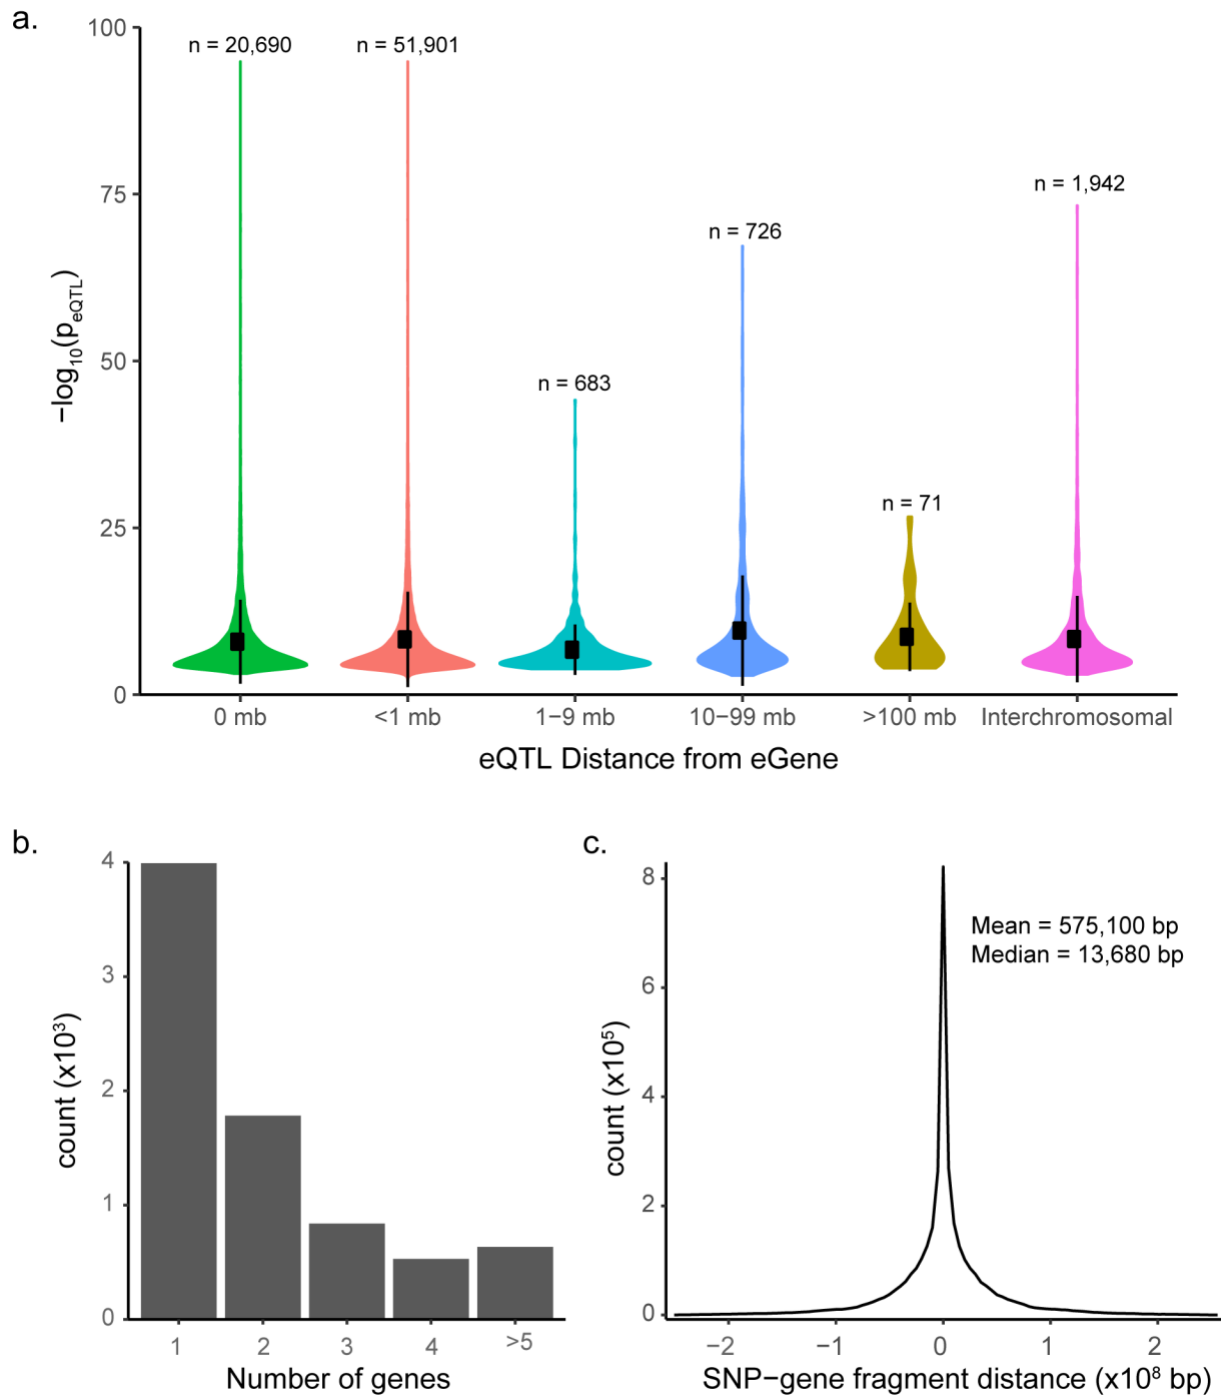 a.
100
75
50
25
0
−log₁₀(p_eQTL)
n = 20,690
n = 51,901
n = 683
n = 726
n = 71
n = 1,942
0 mb
<1 mb
1−9 mb
10−99 mb
>100 mb
Interchromosomal
eQTL Distance from eGene
b.
4
3
2
1
0
count (x10³)
1
2
3
4
>5
Number of genes
c.
8
6
4
2
0
count (x10⁵)
Mean = 575,100 bp
Median = 13,680 bp
−2
−1
0
1
2
SNP−gene fragment distance (x10⁸ bp)